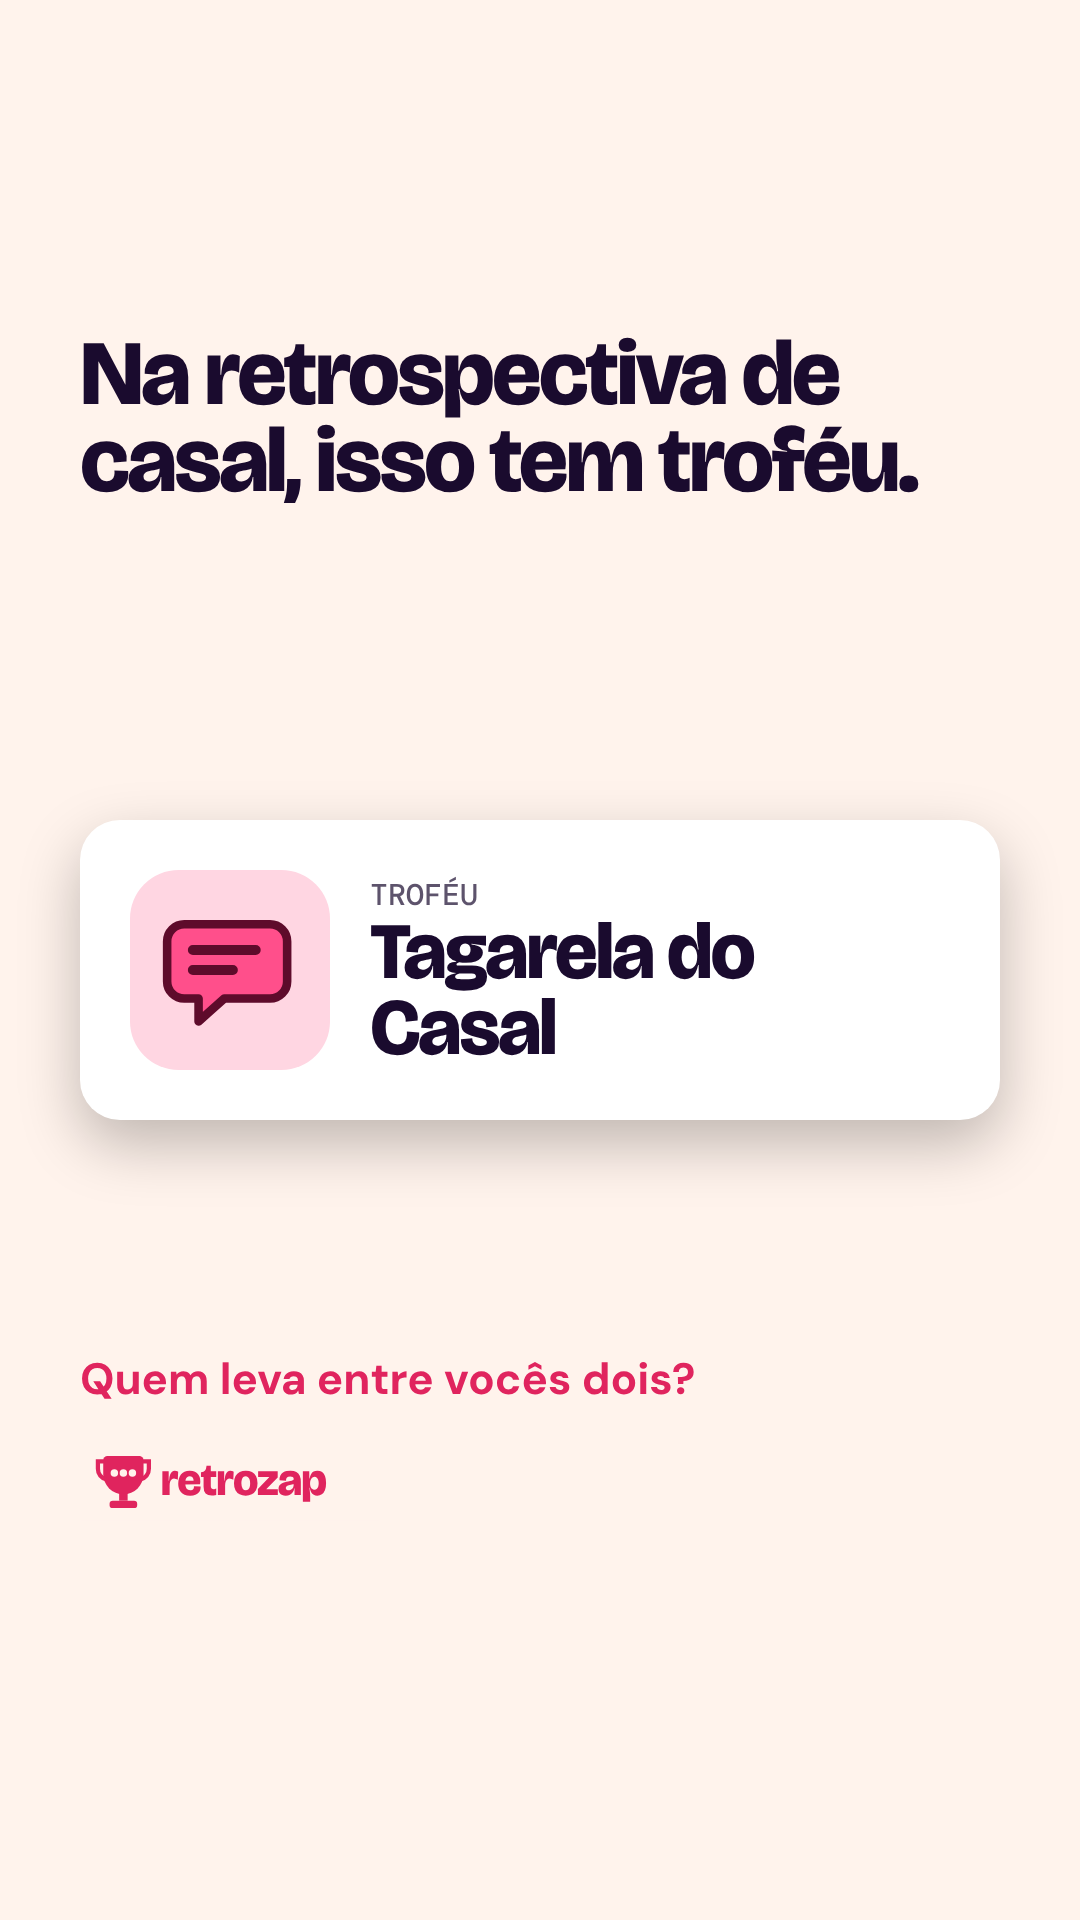 Na retrospectiva de
casal, isso tem troféu.
TROFÉU
Tagarela do
Casal
Quem leva entre vocês dois?
retrozap